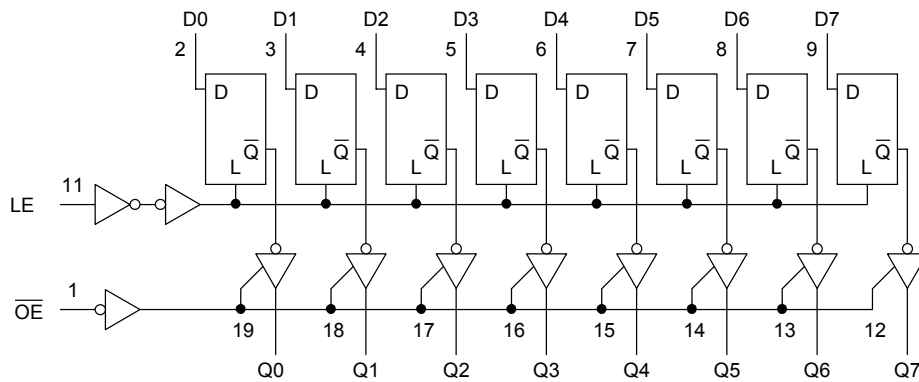 D0 D1 D2 D3 D4 D5 D6 D7
2 3 4 5 6 7 8 9
D D D D D D D D
Q̅ Q̅ Q̅ Q̅ Q̅ Q̅ Q̅ Q̅
L L L L L L L L
11
LE
1
O̅E̅
19 18 17 16 15 14 13 12
Q0 Q1 Q2 Q3 Q4 Q5 Q6 Q7